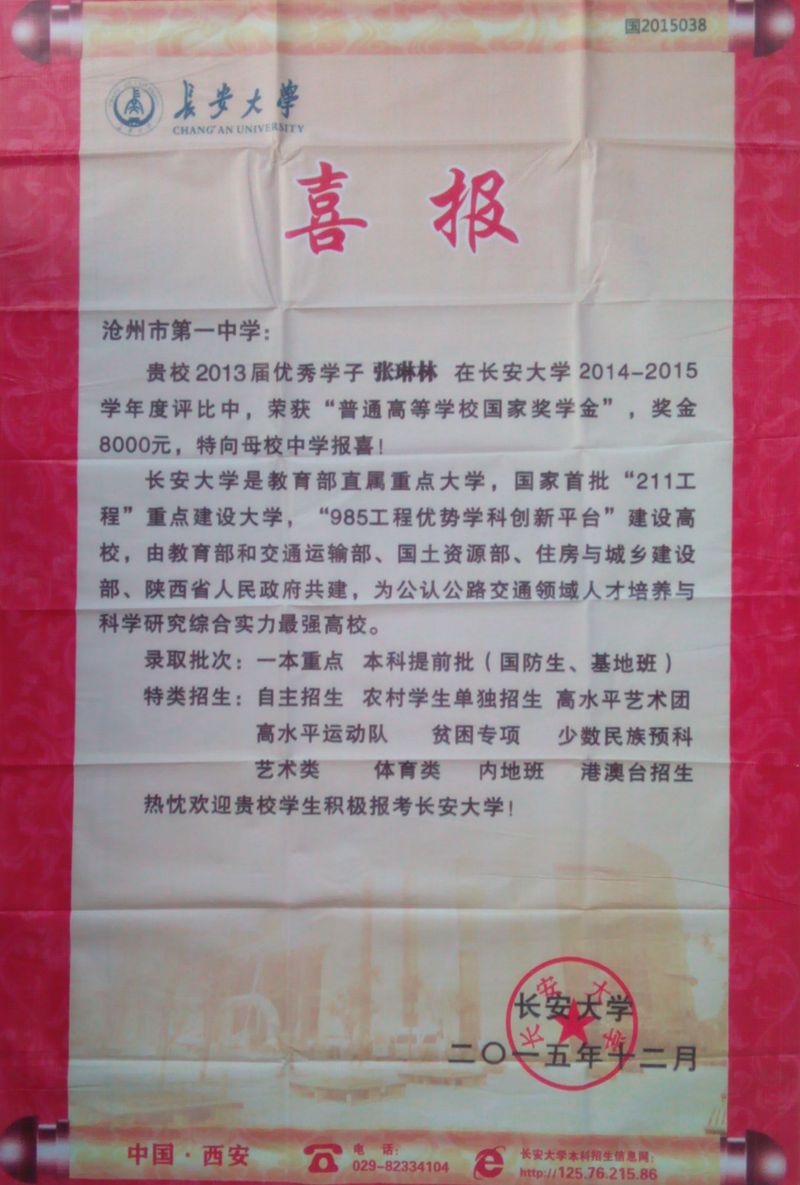 国2015038
长安大学
CHANG'AN UNIVERSITY
喜报
沧州市第一中学：
贵校2013届优秀学子 张琳林 在长安大学2014-2015
学年度评比中，荣获“普通高等学校国家奖学金”，奖金
8000元，特向母校中学报喜！
长安大学是教育部直属重点大学，国家首批“211工
程”重点建设大学，“985工程优势学科创新平台”建设高
校，由教育部和交通运输部、国土资源部、住房与城乡建设
部、陕西省人民政府共建，为公认公路交通领域人才培养与
科学研究综合实力最强高校。
录取批次：一本重点 本科提前批（国防生、基地班）
特类招生：自主招生 农村学生单独招生 高水平艺术团
高水平运动队 贫困专项 少数民族预科
艺术类 体育类 内地班 港澳台招生
热忱欢迎贵校学生积极报考长安大学！
长安大学
长安大学
二〇一五年十二月
中国·西安
电 话：
029-82334104
长安大学本科招生信息网：
http://125.76.215.86